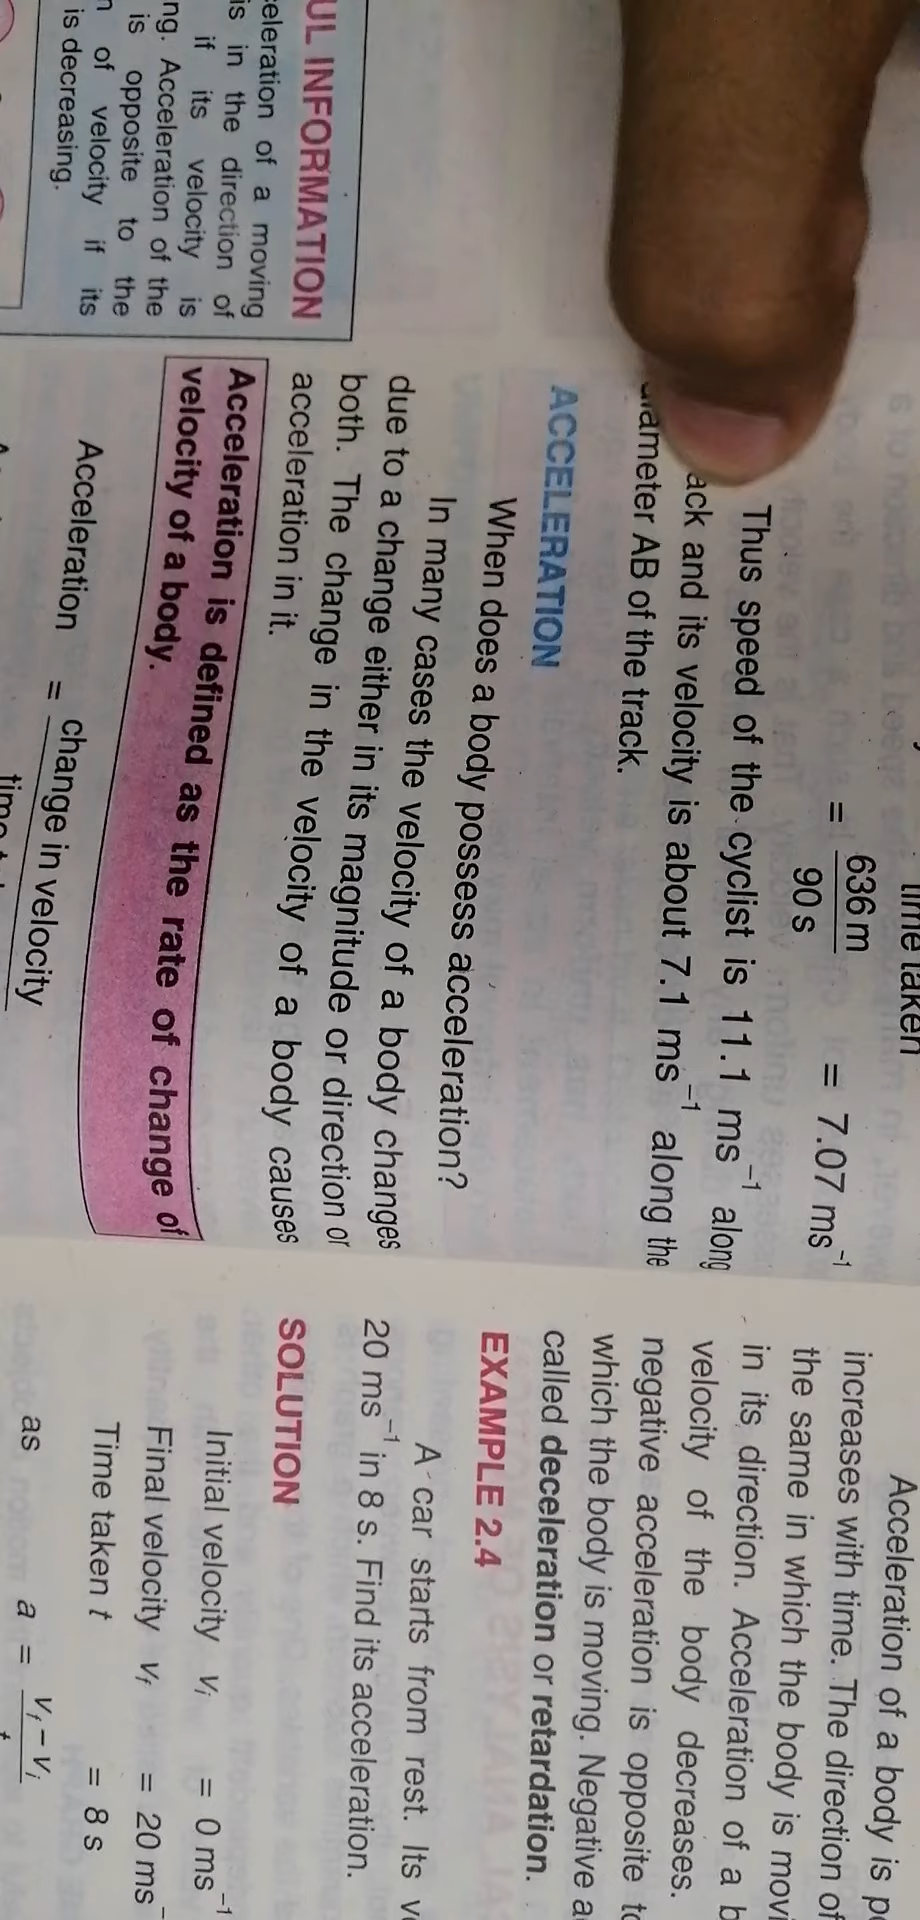 time taken
= 636 m / 90 s = 7.07 ms⁻¹
Thus speed of the cyclist is 11.1 ms⁻¹ along
and its velocity is about 7.1 ms⁻¹ along the
AB of the track.
ACCELERATION
When does a body possess acceleration?
In many cases the velocity of a body changes
due to a change either in its magnitude or direction or
both. The change in the velocity of a body causes
acceleration in it.
Acceleration is defined as the rate of change of
velocity of a body.
Acceleration = change in velocity
UL INFORMATION
eleration of a moving
is in the direction of
if its velocity is
ng. Acceleration of the
is opposite to the
n of velocity if its
is decreasing.
Acceleration of a body is p
increases with time. The direction of
the same in which the body is movi
in its direction. Acceleration of a b
velocity of the body decreases.
negative acceleration is opposite to
which the body is moving. Negative a
called deceleration or retardation.
EXAMPLE 2.4
A car starts from rest. Its v
20 ms⁻¹ in 8 s. Find its acceleration.
SOLUTION
Initial velocity vᵢ = 0 ms⁻¹
Final velocity v_f = 20 ms⁻
Time taken t = 8 s
as a = v_f − vᵢ / t